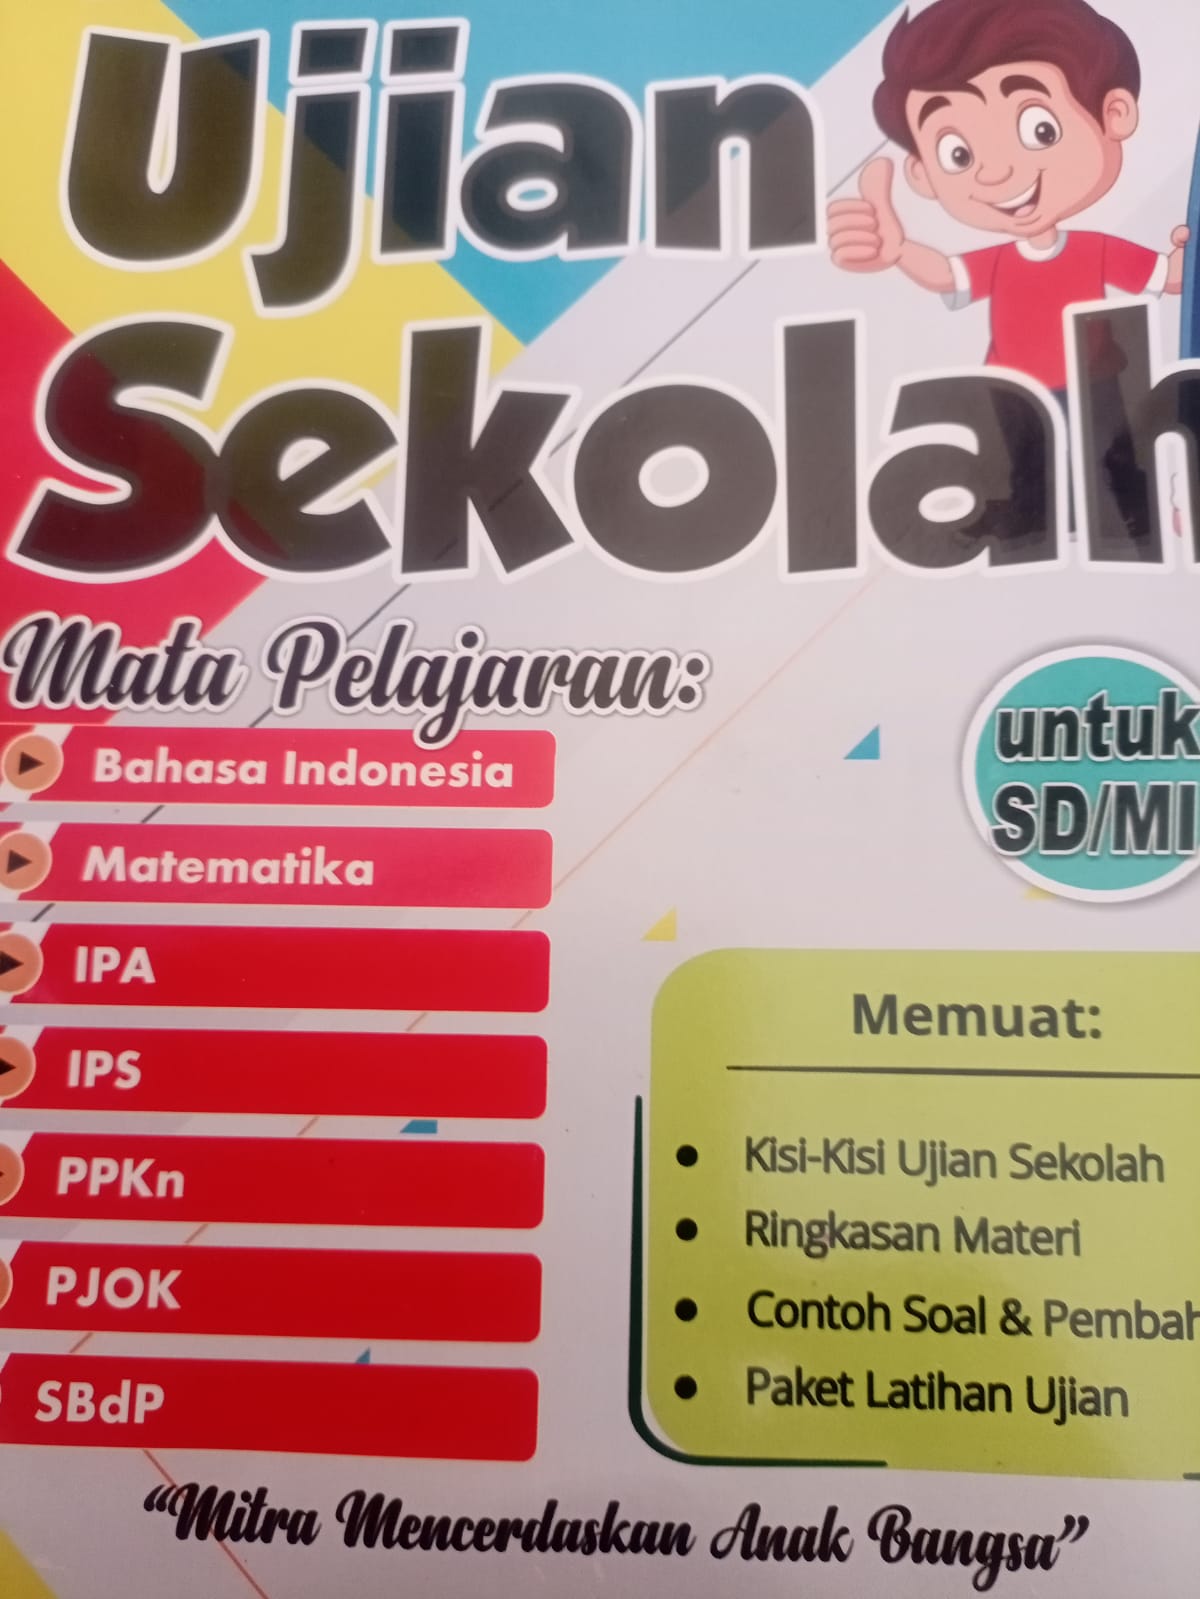 Ujian
Sekolah
Mata Pelajaran:
Bahasa Indonesia
Matematika
IPA
IPS
PPKn
PJOK
SBdP
untuk
SD/MI
Memuat:
Kisi-Kisi Ujian Sekolah
Ringkasan Materi
Contoh Soal &
Paket Latihan Ujian
“Mitra Mencerdaskan Anak Bangsa”